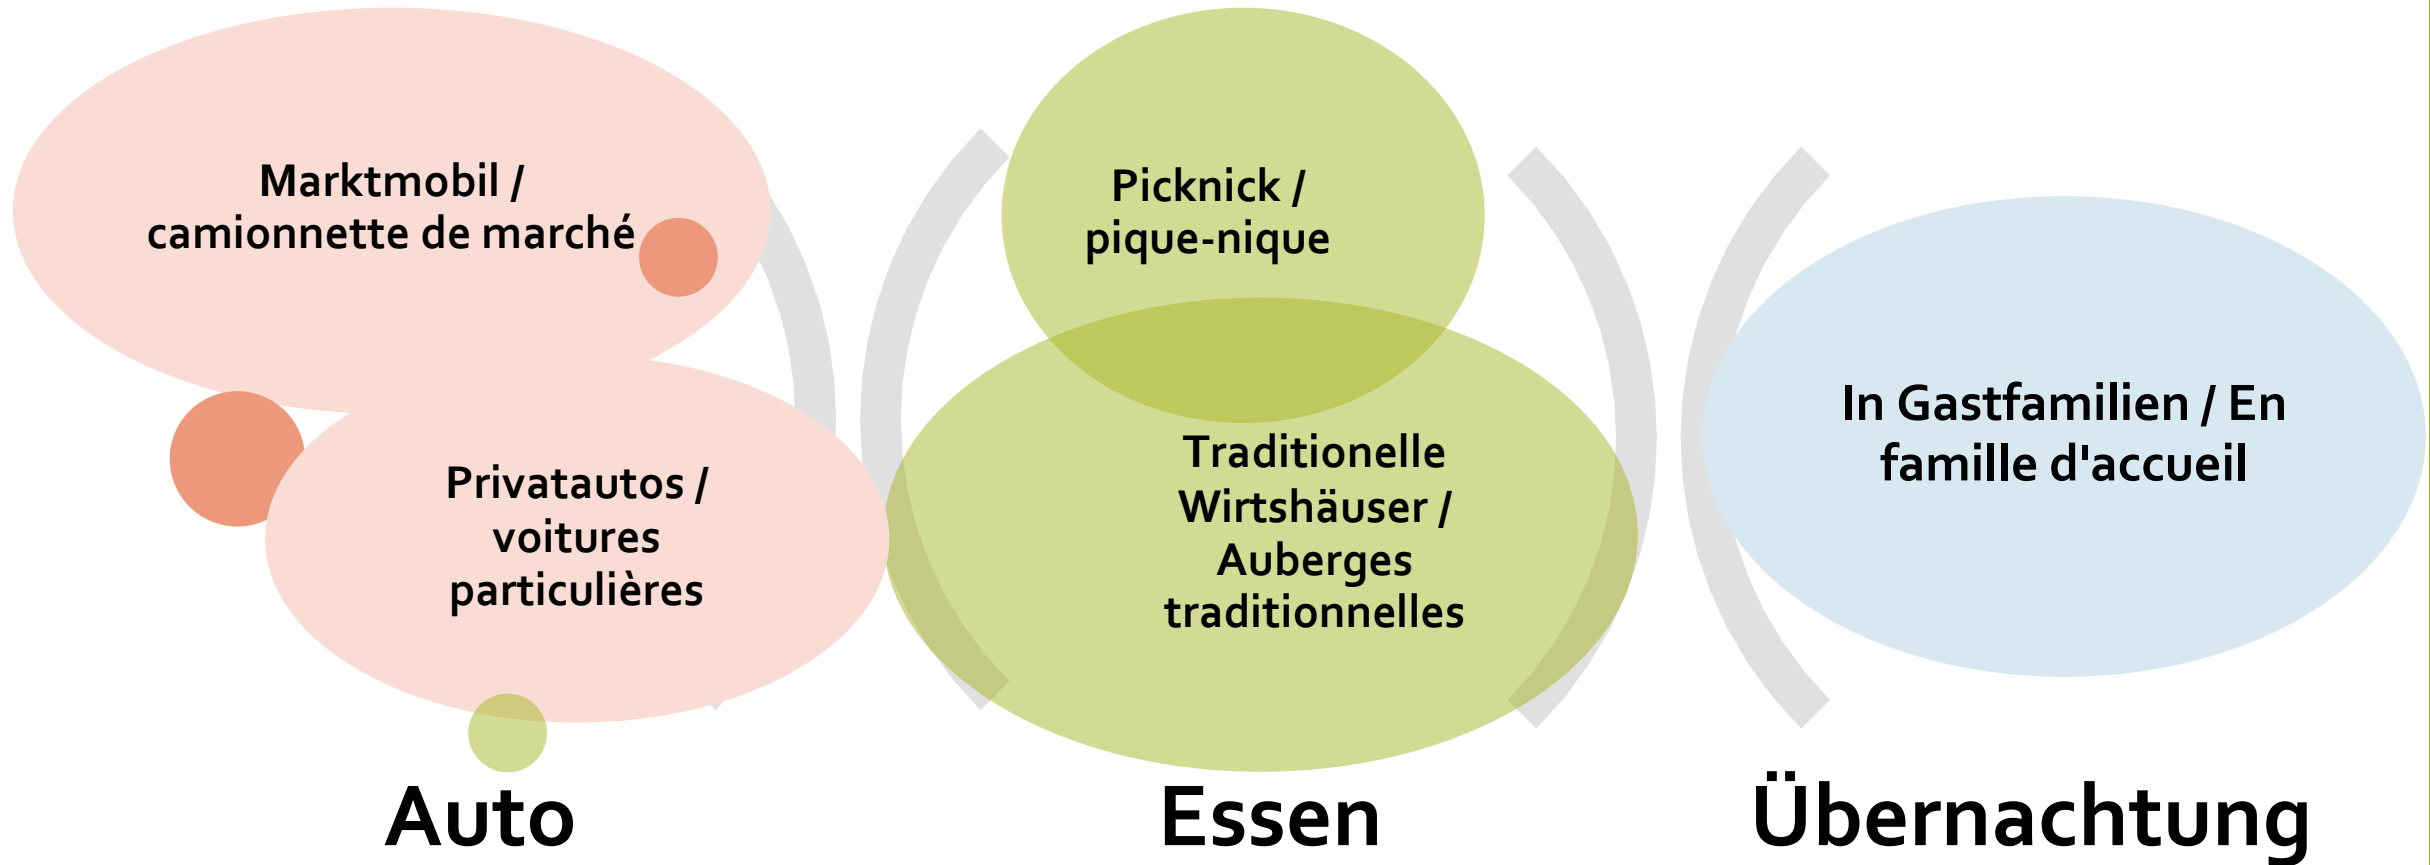 Marktmobil /
camionnette de marché
Privatautos /
voitures
particulières
Auto
Picknick /
pique-nique
Traditionelle
Wirtshäuser /
Auberges
traditionnelles
Essen
In Gastfamilien / En
famille d'accueil
Übernachtung